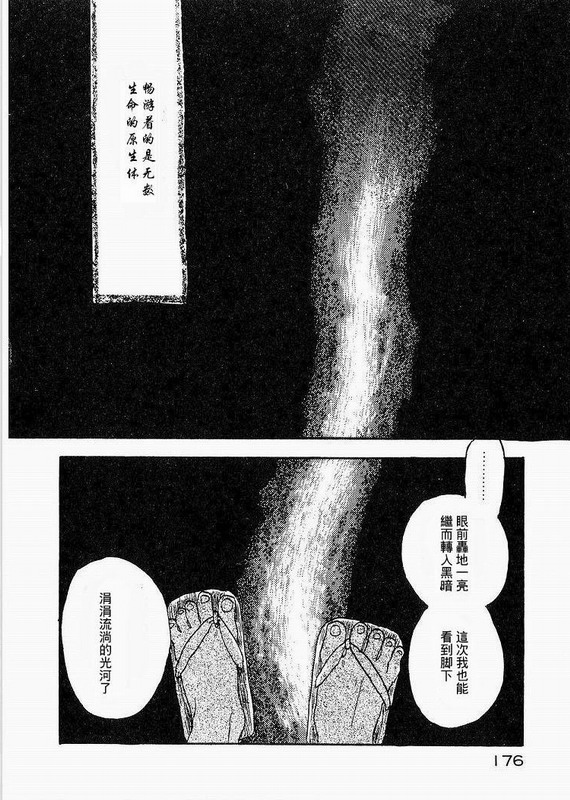 畅游着的是无数
生命的原生体
………
眼前轟地一亮
繼而轉入黑暗
這次我也能
看到脚下
涓涓流淌的光河了
176